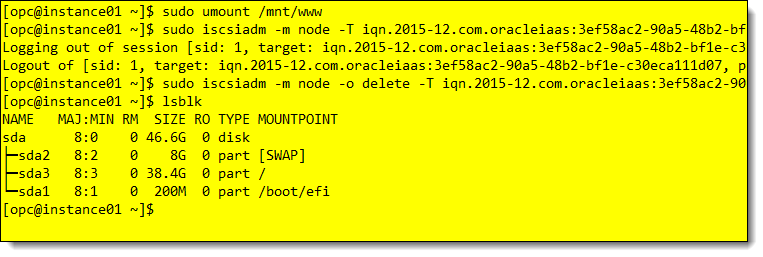 [opc@instance01 ~]$ sudo umount /mnt/www
[opc@instance01 ~]$ sudo iscsiadm -m node -T iqn.2015-12.com.oracleiaas:3ef58ac2-90a5-48b2-bf
Logging out of session [sid: 1, target: iqn.2015-12.com.oracleiaas:3ef58ac2-90a5-48b2-bf1e-c3
Logout of [sid: 1, target: iqn.2015-12.com.oracleiaas:3ef58ac2-90a5-48b2-bf1e-c30eca111d07, p
[opc@instance01 ~]$ sudo iscsiadm -m node -o delete -T iqn.2015-12.com.oracleiaas:3ef58ac2-90
[opc@instance01 ~]$ lsblk
NAME   MAJ:MIN RM  SIZE RO TYPE MOUNTPOINT
sda      8:0    0 46.6G  0 disk
├─sda2   8:2    0    8G  0 part [SWAP]
├─sda3   8:3    0 38.4G  0 part /
└─sda1   8:1    0  200M  0 part /boot/efi
[opc@instance01 ~]$